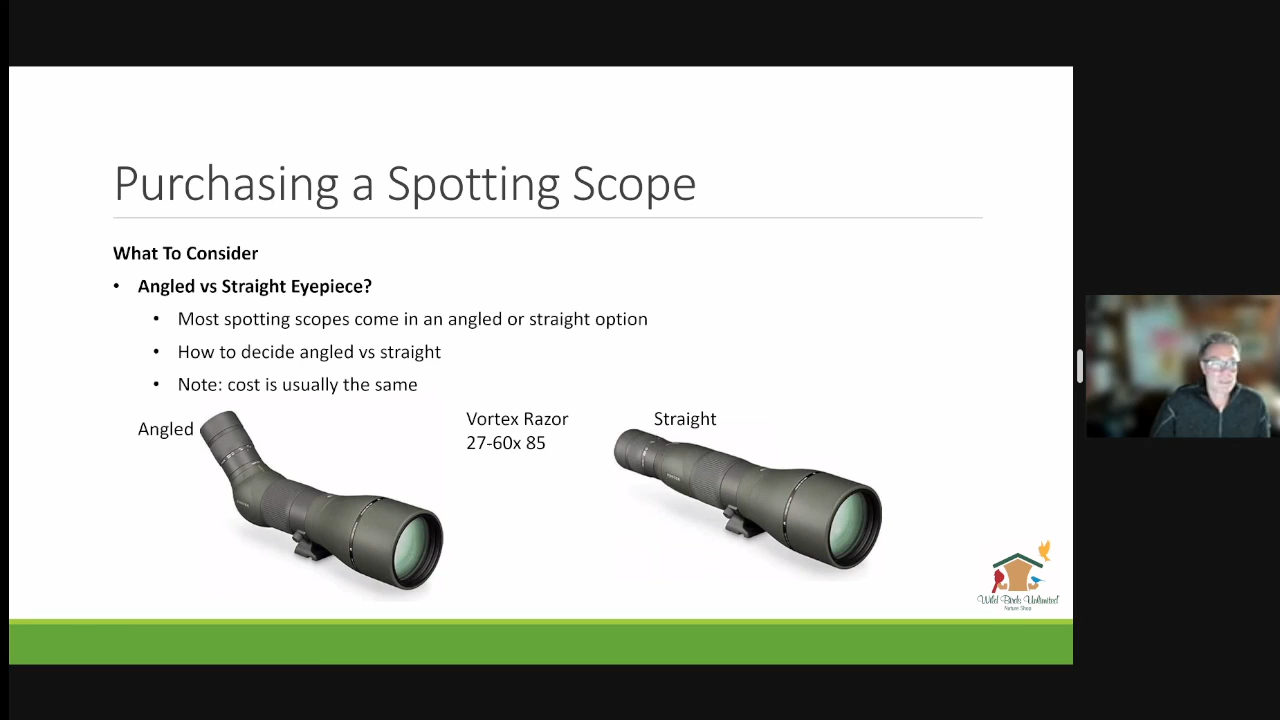 Purchasing a Spotting Scope
What To Consider
• Angled vs Straight Eyepiece?
• Most spotting scopes come in an angled or straight option
• How to decide angled vs straight
• Note: cost is usually the same
Angled
Vortex Razor
27-60x 85
Straight
Wild Birds Unlimited
Nature Shop